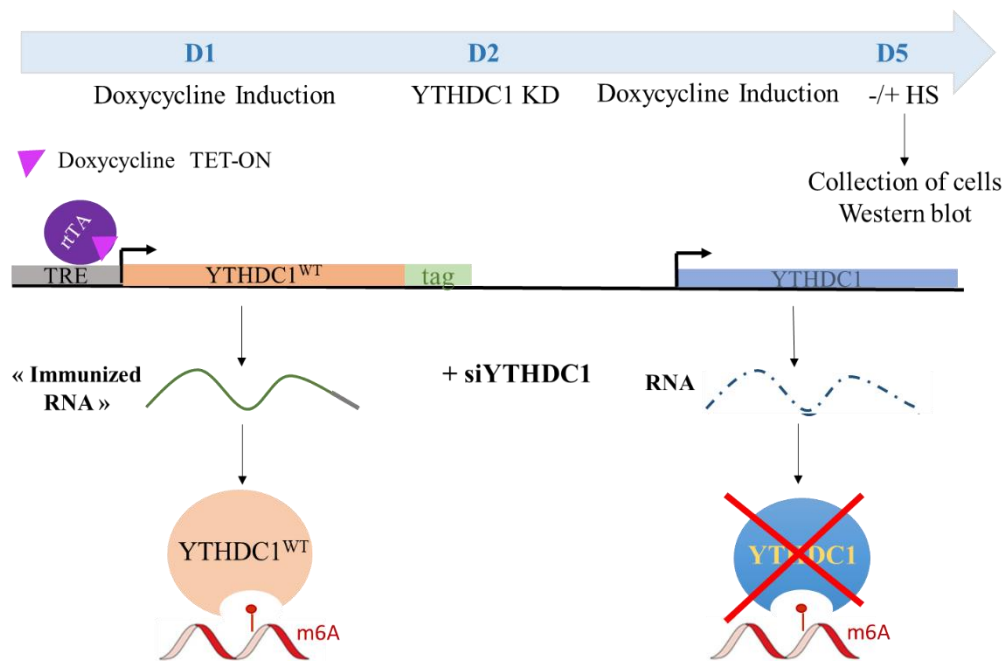 D1 D2 D5
Doxycycline Induction YTHDC1 KD Doxycycline Induction -/+ HS
Doxycycline TET-ON
Collection of cells
Western blot
rtTA
TRE YTHDC1WT tag YTHDC1
« Immunized
RNA »
+ siYTHDC1
RNA
YTHDC1WT
YTHDC1
m6A
m6A